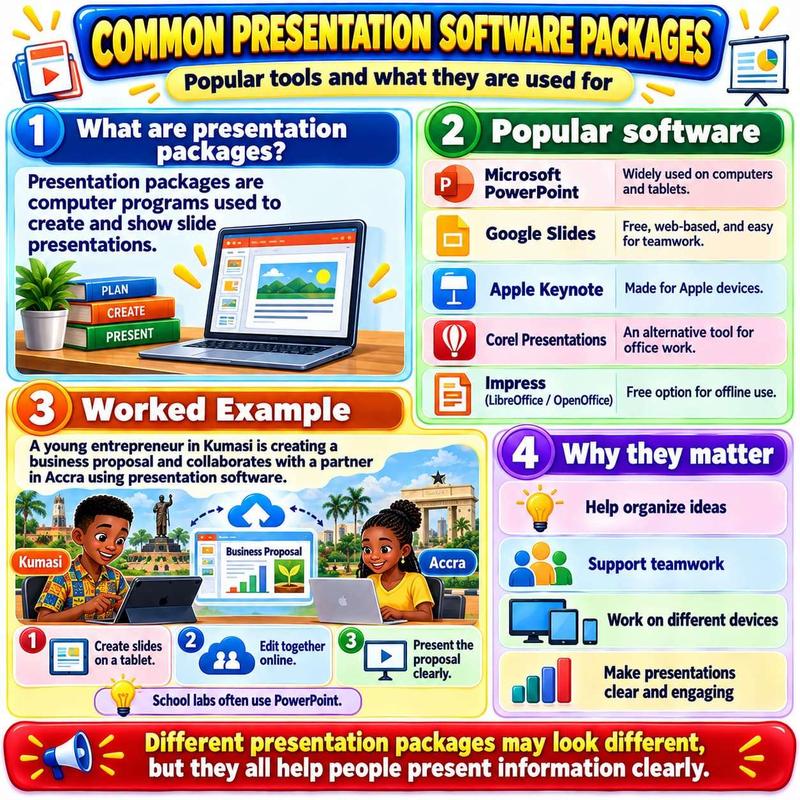 COMMON PRESENTATION SOFTWARE PACKAGES
Popular tools and what they are used for
1 What are presentation
packages?
Presentation packages are
computer programs used to
create and show slide
presentations.
PLAN
CREATE
PRESENT
2 Popular software
P
Microsoft
PowerPoint
Widely used on computers
and tablets.
Google Slides
Free, web-based, and easy
for teamwork.
Apple Keynote
Made for Apple devices.
Corel Presentations
An alternative tool for
office work.
Impress
(LibreOffice / OpenOffice)
Free option for offline use.
3 Worked Example
A young entrepreneur in Kumasi is creating a
business proposal and collaborates with a partner
in Accra using presentation software.
Kumasi
Business Proposal
Accra
1
Create slides
on a tablet.
2
Edit together
online.
3
Present the
proposal
clearly.
School labs often use PowerPoint.
4 Why they matter
Help organize ideas
Support teamwork
Work on different devices
Make presentations
clear and engaging
Different presentation packages may look different,
but they all help people present information clearly.